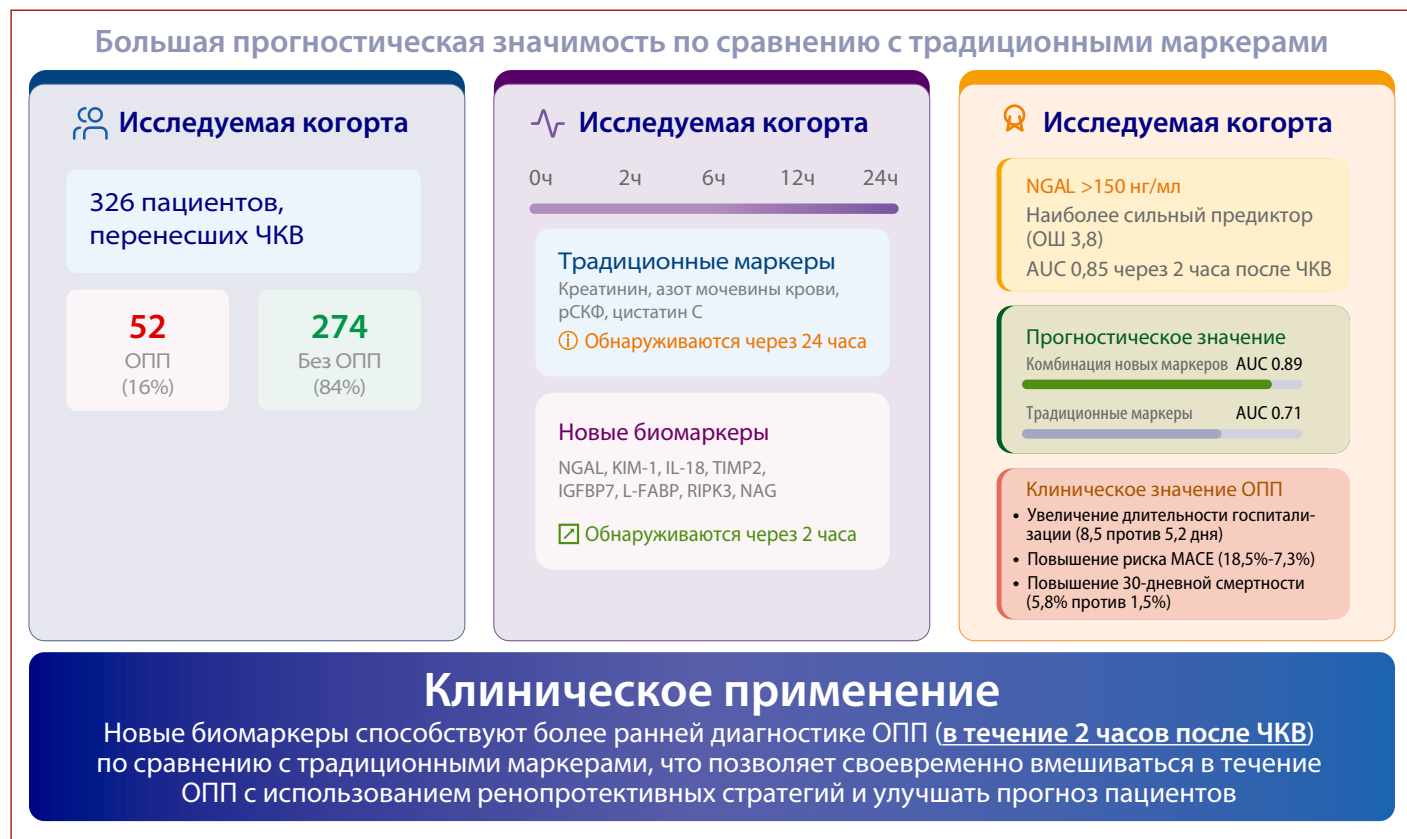 Большая прогностическая значимость по сравнению с традиционными маркерами
Исследуемая когорта
326 пациентов,
перенесших ЧКВ
52
ОПП
(16%)
274
Без ОПП
(84%)
Исследуемая когорта
0ч 2ч 6ч 12ч 24ч
Традиционные маркеры
Креатинин, азот мочевины крови,
рСКФ, цистатин С
Обнаруживаются через 24 часа
Новые биомаркеры
NGAL, KIM-1, IL-18, TIMP2,
IGFBP7, L-FABP, RIPK3, NAG
Обнаруживаются через 2 часа
Исследуемая когорта
NGAL >150 нг/мл
Наиболее сильный предиктор
(ОШ 3,8)
AUC 0,85 через 2 часа после ЧКВ
Прогностическое значение
Комбинация новых маркеров AUC 0.89
Традиционные маркеры AUC 0.71
Клиническое значение ОПП
• Увеличение длительности госпитали-
зации (8,5 против 5,2 дня)
• Повышение риска MACE (18,5%-7,3%)
• Повышение 30-дневной смертности
(5,8% против 1,5%)
Клиническое применение
Новые биомаркеры способствуют более ранней диагностике ОПП (в течение 2 часов после ЧКВ)
по сравнению с традиционными маркерами, что позволяет своевременно вмешиваться в течение
ОПП с использованием ренопротективных стратегий и улучшать прогноз пациентов